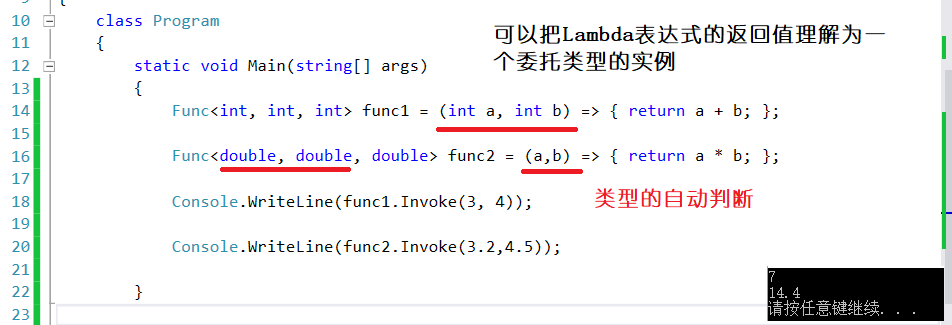 10 class Program
可以把Lambda表达式的返回值理解为一
11 {
个委托类型的实例
12 static void Main(string[] args)
13 {
14 Func<int, int, int> func1 = (int a, int b) => { return a + b; };
15
16 Func<double, double, double> func2 = (a,b) => { return a * b; };
17
类型的自动判断
18 Console.WriteLine(func1.Invoke(3, 4));
19
20 Console.WriteLine(func2.Invoke(3.2,4.5));
21
22 }
23
7
14.4
请按任意键继续. . .